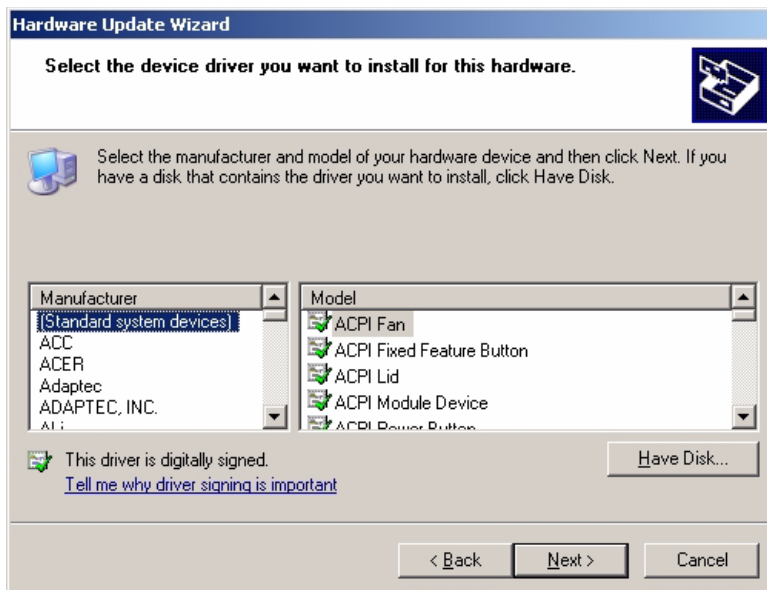 Hardware Update Wizard
Select the device driver you want to install for this hardware.
Select the manufacturer and model of your hardware device and then click Next. If you
have a disk that contains the driver you want to install, click Have Disk.
Manufacturer
(Standard system devices)
ACC
ACER
Adaptec
ADAPTEC, INC.
ALi
Model
ACPI Fan
ACPI Fixed Feature Button
ACPI Lid
ACPI Module Device
ACPI Power Button
This driver is digitally signed.
Tell me why driver signing is important
Have Disk...
< Back
Next >
Cancel